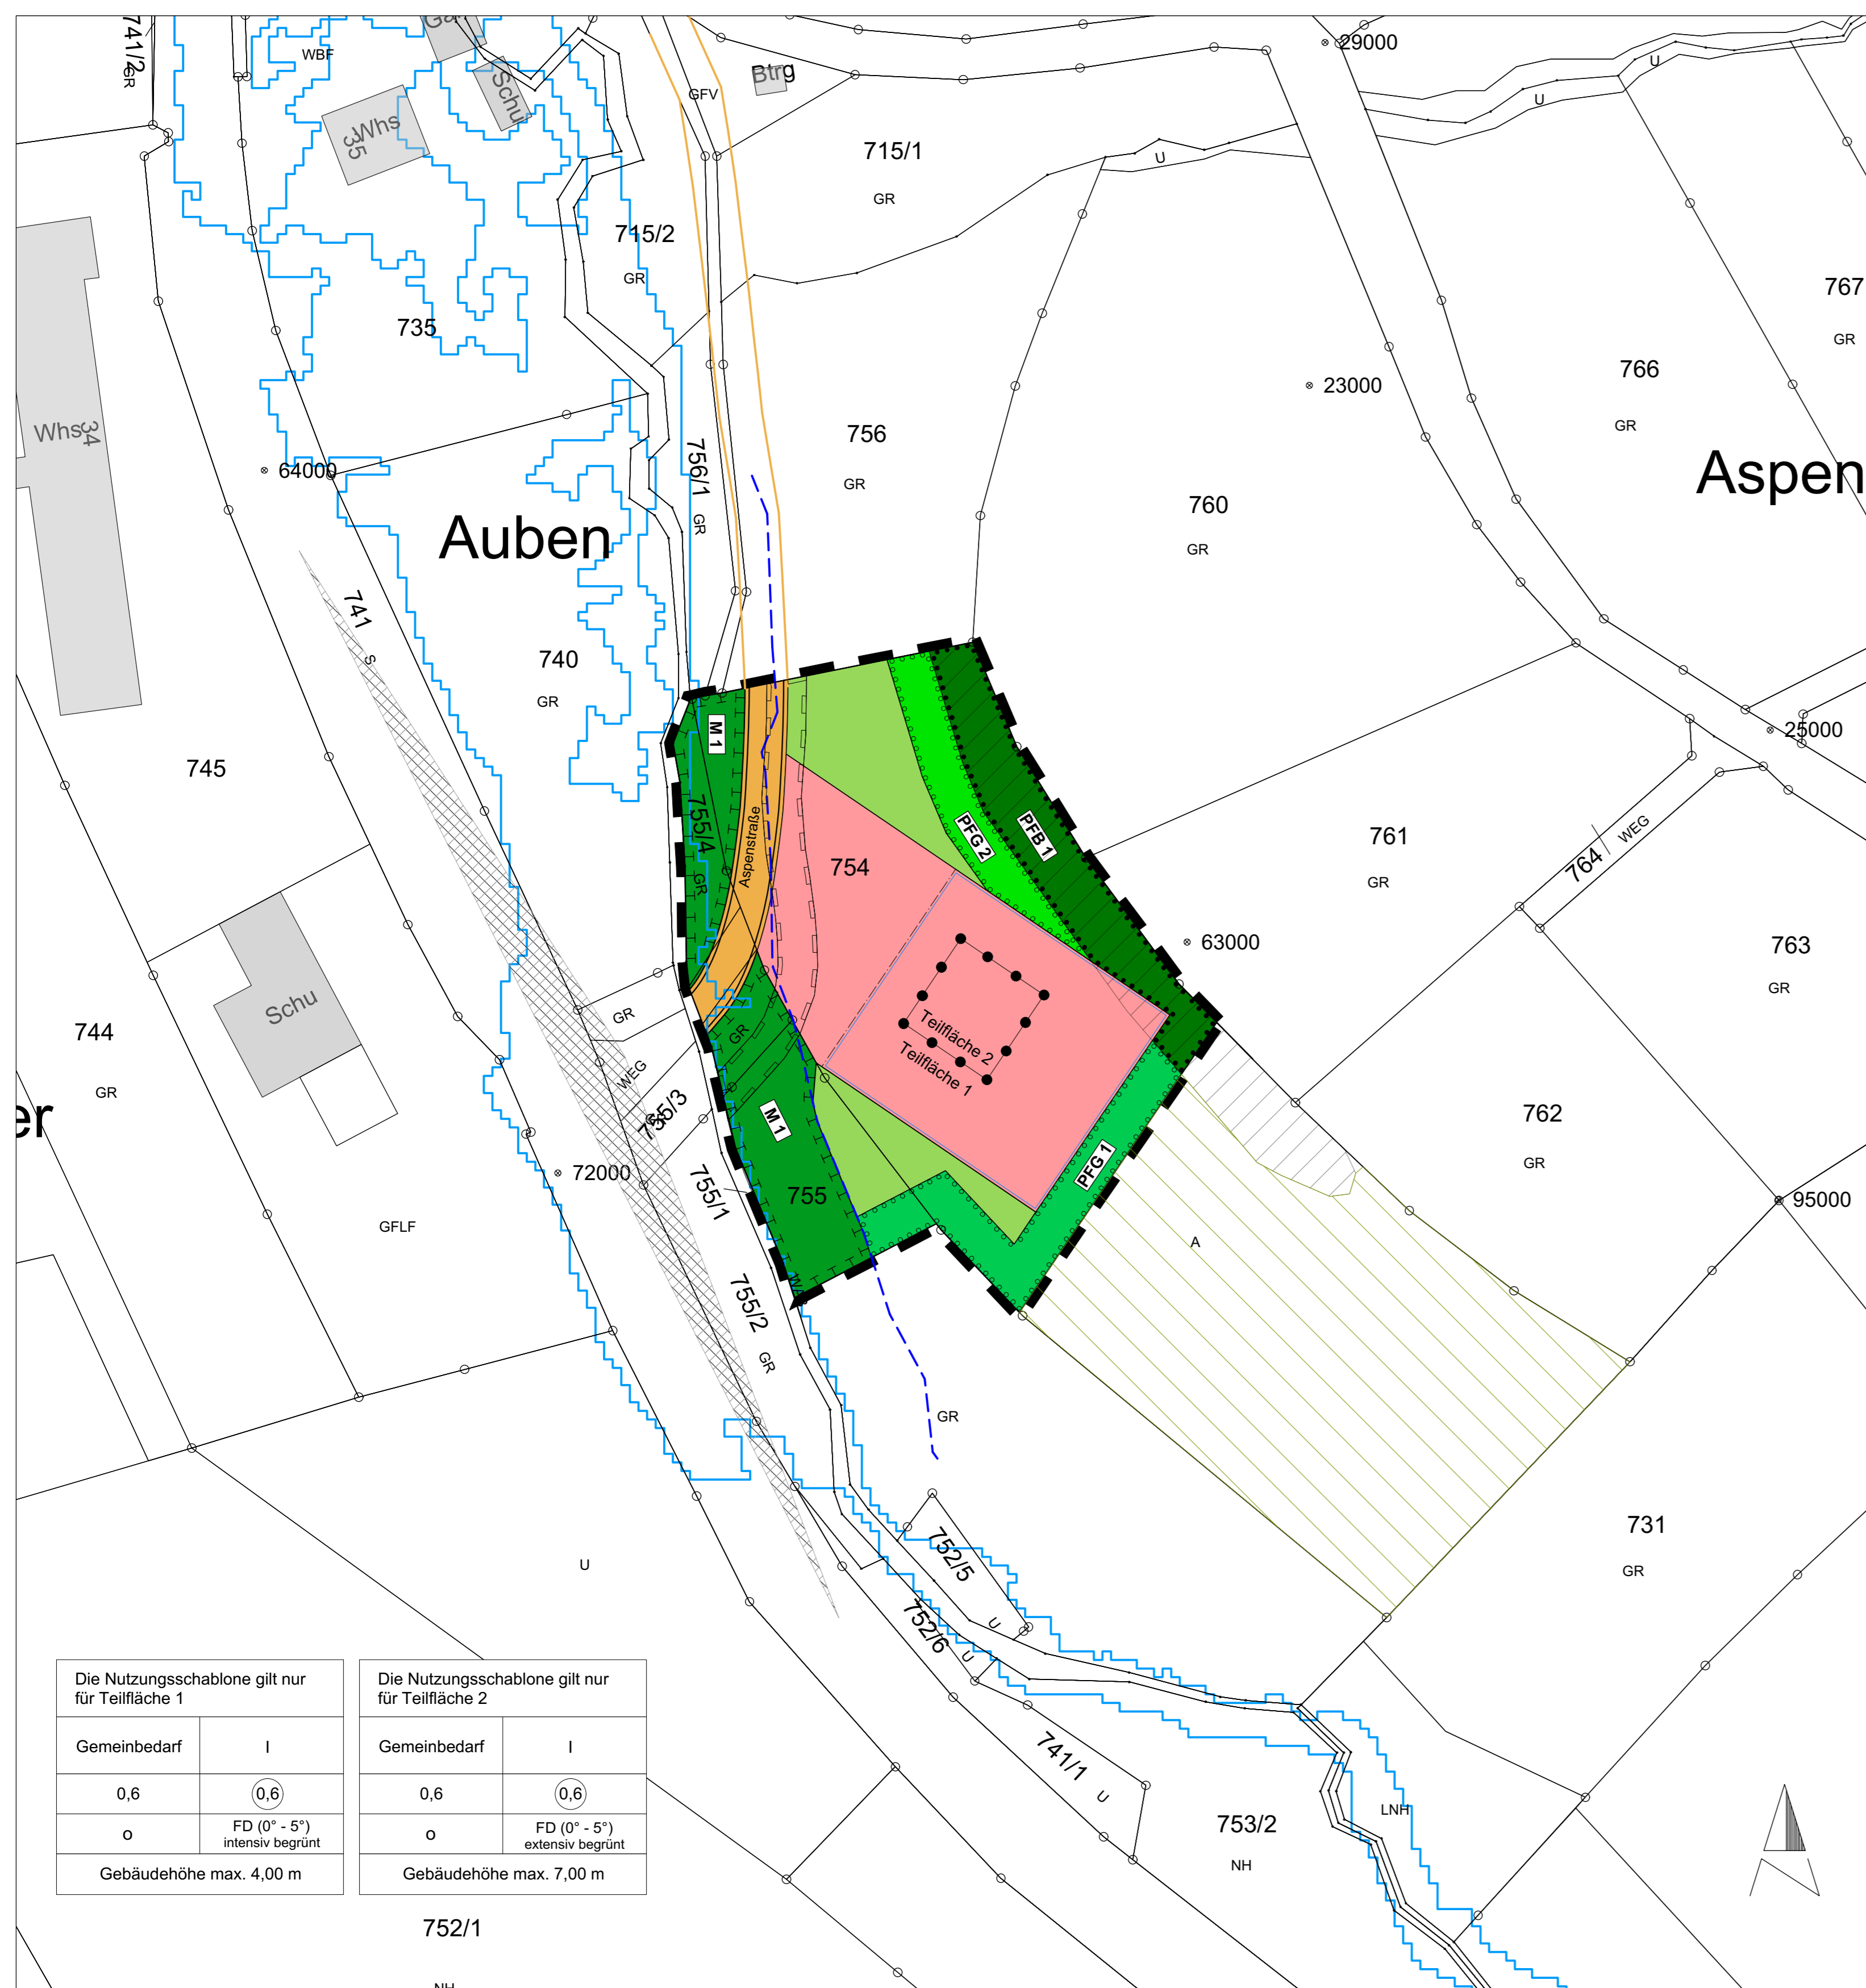 741/2
GR
WBF
Ga
Schu
Whs
35
GFV
Btrg
29000
U
U
715/1
GR
U
715/2
GR
735
767
GR
766
GR
Whs
34
64000
Auben
756/1
GR
756
GR
23000
760
GR
Aspen
741
S
740
GR
745
M 1
755/4
GR
Aspenstraße
754
PFG 2
PFB 1
25000
761
GR
764
WEG
763
GR
63000
Schu
744
GR
GR
WEG
755/3
GR
Teilfläche 2
Teilfläche 1
M 1
755
PFG 1
762
GR
95000
er
72000
GFLF
755/1
755/2
GR
A
GR
731
GR
U
752/5
U
752/6
U
741/1
U
753/2
NH
LNH
Die Nutzungsschablone gilt nur
für Teilfläche 1
Gemeinbedarf I
0,6 0,6
o FD (0° - 5°)
intensiv begrünt
Gebäudehöhe max. 4,00 m
Die Nutzungsschablone gilt nur
für Teilfläche 2
Gemeinbedarf I
0,6 0,6
o FD (0° - 5°)
extensiv begrünt
Gebäudehöhe max. 7,00 m
752/1
NH